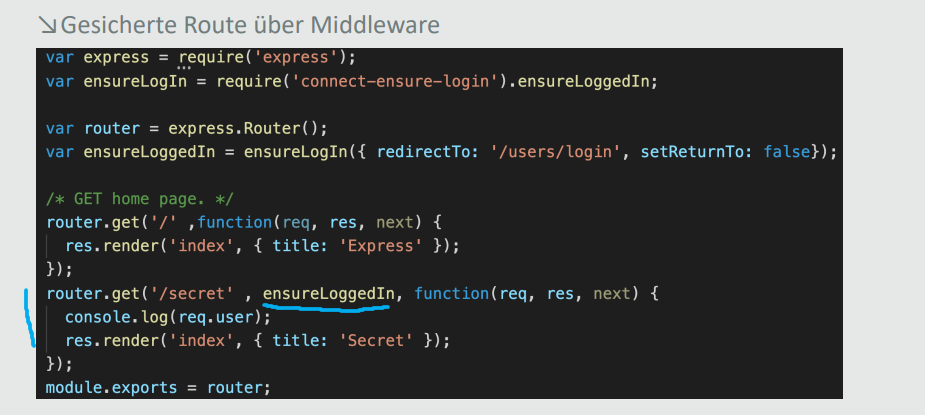 Gesicherte Route über Middleware
var express = require('express');
var ensureLogIn = require('connect-ensure-login').ensureLoggedIn;
var router = express.Router();
var ensureLoggedIn = ensureLogIn({ redirectTo: '/users/login', setReturnTo: false});
/* GET home page. */
router.get('/' ,function(req, res, next) {
  res.render('index', { title: 'Express' });
});
router.get('/secret' , ensureLoggedIn, function(req, res, next) {
  console.log(req.user);
  res.render('index', { title: 'Secret' });
});
module.exports = router;